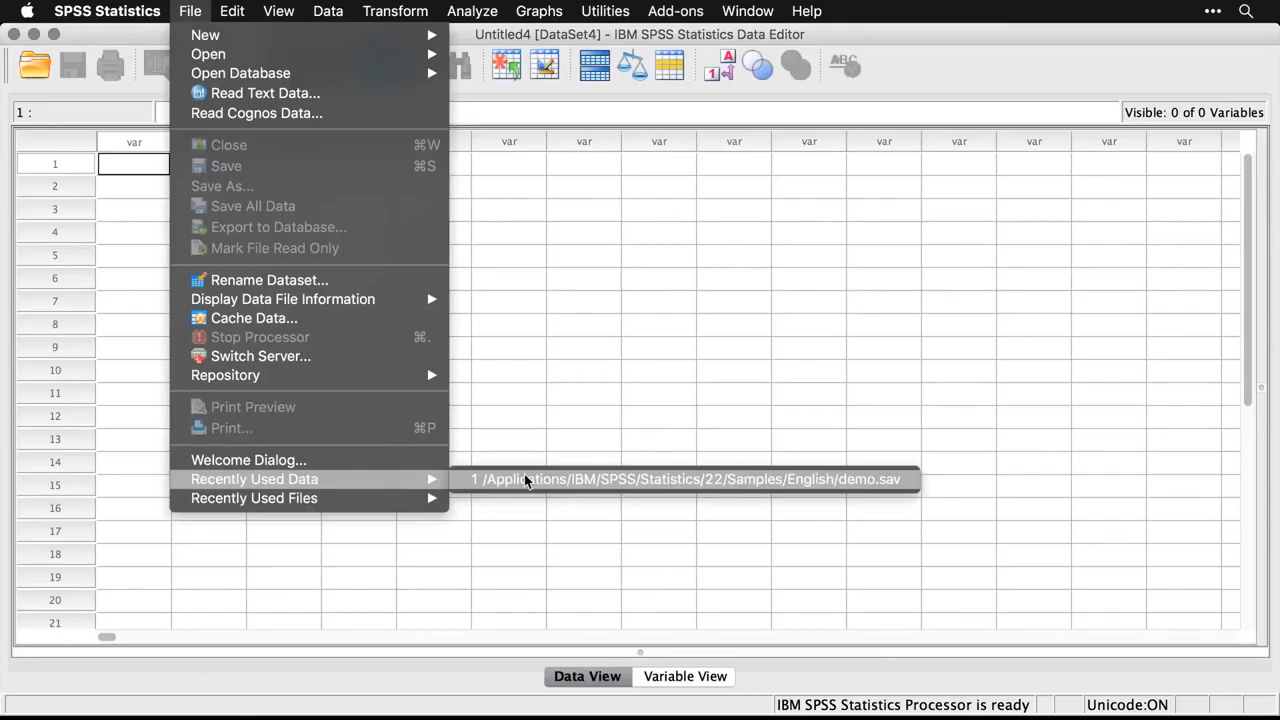 SPSS Statistics File Edit View Data Transform Analyze Graphs Utilities Add-ons Window Help
Untitled4 [DataSet4] - IBM SPSS Statistics Data Editor
New
Open
Open Database
Read Text Data...
Read Cognos Data...
Close ⌘W
Save ⌘S
Save As...
Save All Data
Export to Database...
Mark File Read Only
Rename Dataset...
Display Data File Information
Cache Data...
Stop Processor ⌘.
Switch Server...
Repository
Print Preview
Print... ⌘P
Welcome Dialog...
Recently Used Data
Recently Used Files
1 /Applications/IBM/SPSS/Statistics/22/Samples/English/demo.sav
A
1
ABC
1 :
Visible: 0 of 0 Variables
var var var var var var var var var var var
1
2
3
4
5
6
7
8
9
10
11
12
13
14
15
16
17
18
19
20
21
Data View Variable View
IBM SPSS Statistics Processor is ready Unicode:ON